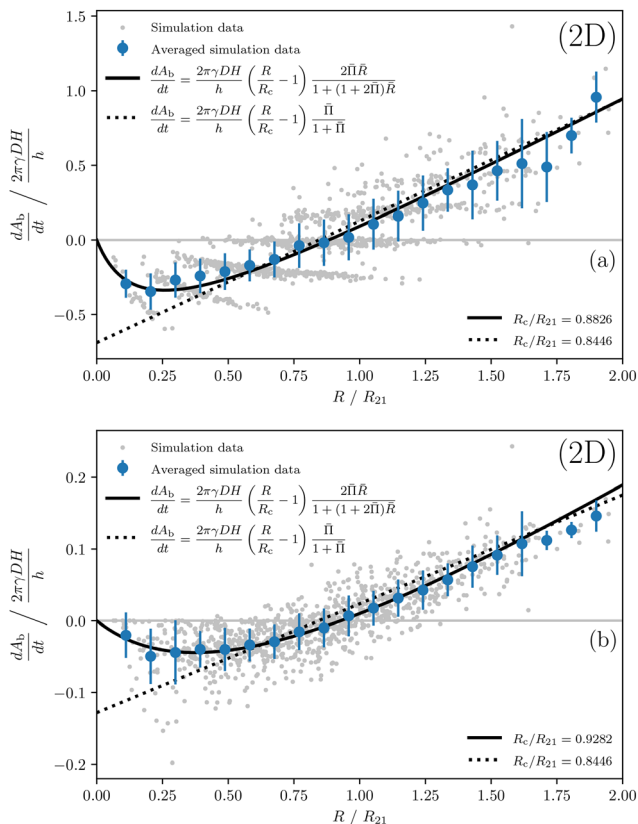 (2D)
Simulation data
Averaged simulation data
dA_b/dt = 2πγDH/h (R/R_c − 1) 2Π̄R̄/1 + (1 + 2Π̄)R̄
dA_b/dt = 2πγDH/h (R/R_c − 1) Π̄/1 + Π̄
1.5
1.0
0.5
0.0
−0.5
dA_b/dt / 2πγDH/h
(a)
R_c/R_21 = 0.8826
R_c/R_21 = 0.8446
0.00 0.25 0.50 0.75 1.00 1.25 1.50 1.75 2.00
R / R_21
(2D)
Simulation data
Averaged simulation data
dA_b/dt = 2πγDH/h (R/R_c − 1) 2Π̄R̄/1 + (1 + 2Π̄)R̄
dA_b/dt = 2πγDH/h (R/R_c − 1) Π̄/1 + Π̄
0.2
0.1
0.0
−0.1
−0.2
dA_b/dt / 2πγDH/h
(b)
R_c/R_21 = 0.9282
R_c/R_21 = 0.8446
0.00 0.25 0.50 0.75 1.00 1.25 1.50 1.75 2.00
R / R_21